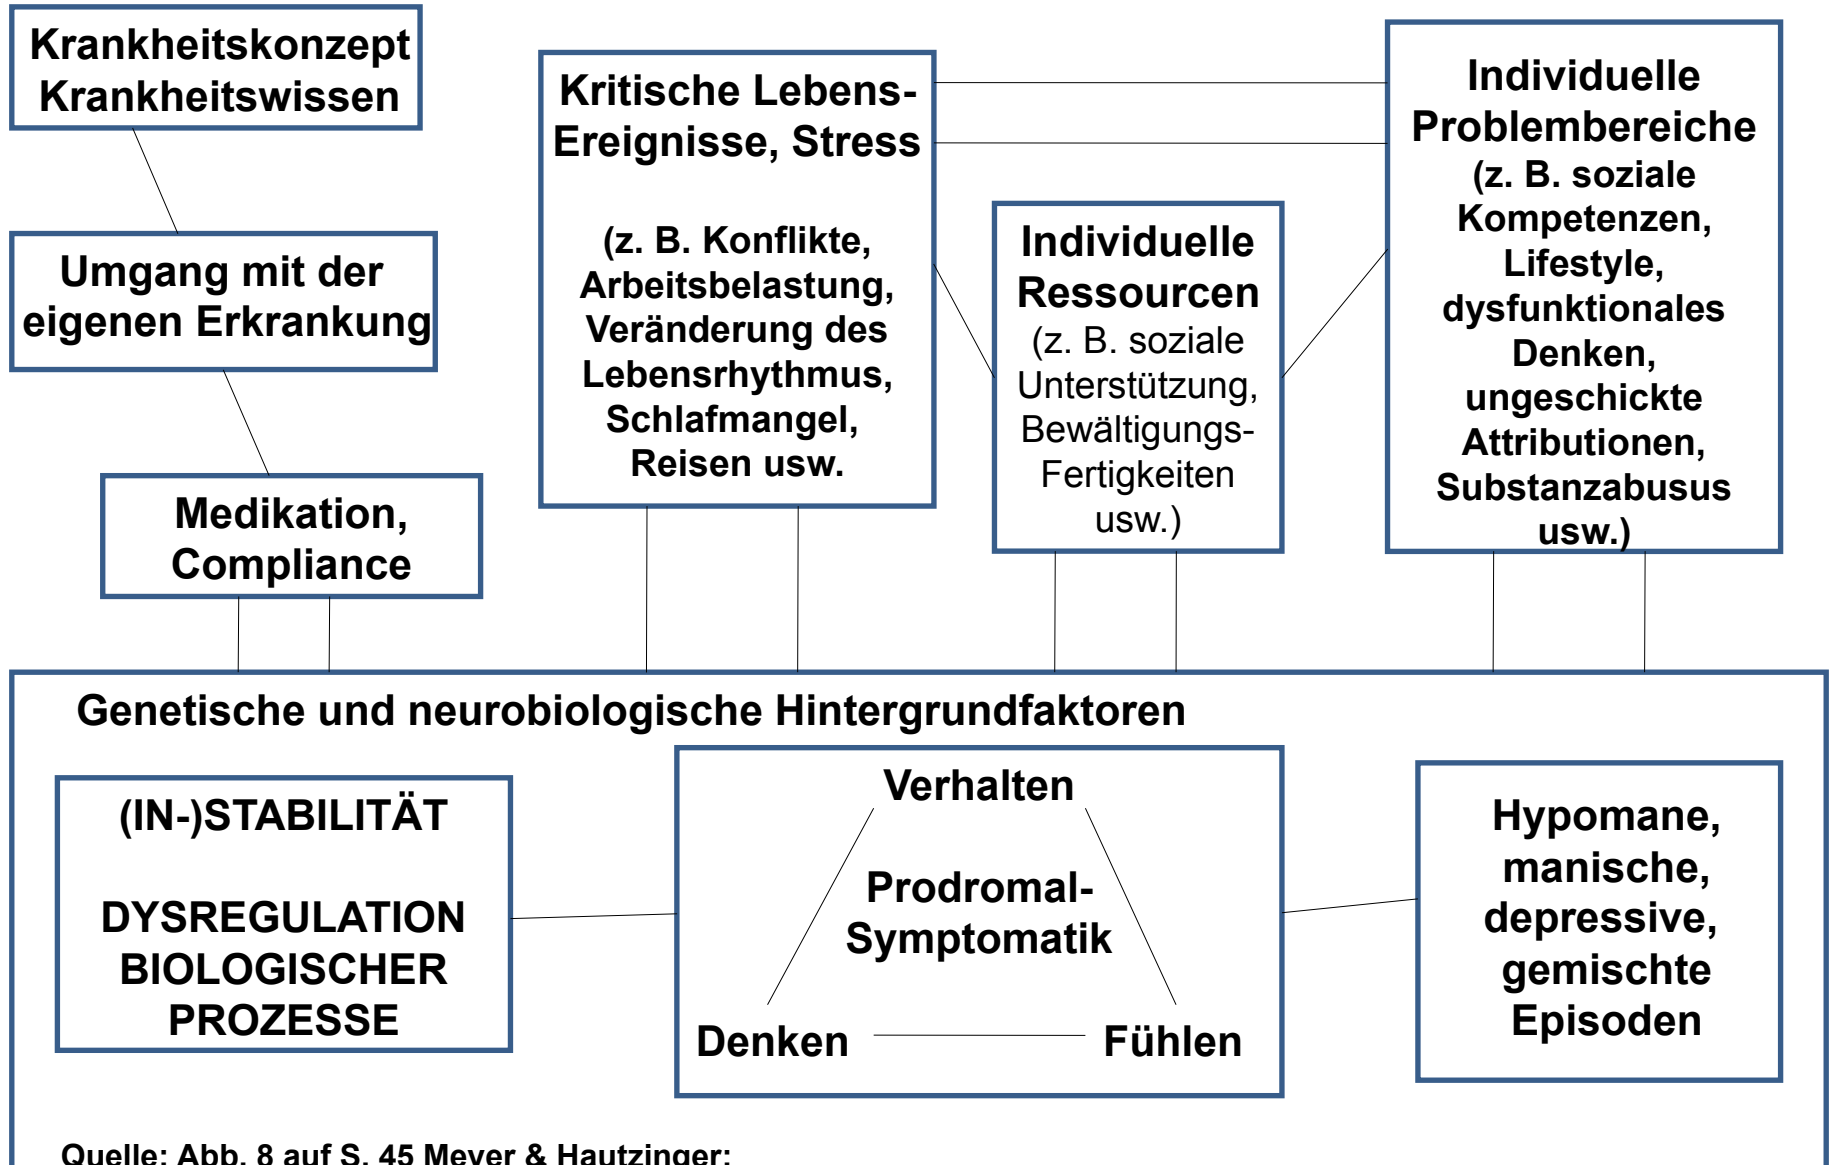 Krankheitskonzept
Krankheitswissen
Umgang mit der
eigenen Erkrankung
Medikation,
Compliance
Kritische Lebens-
Ereignisse, Stress
(z. B. Konflikte,
Arbeitsbelastung,
Veränderung des
Lebensrhythmus,
Schlafmangel,
Reisen usw.
Individuelle
Ressourcen
(z. B. soziale
Unterstützung,
Bewältigungs-
Fertigkeiten
usw.)
Individuelle
Problembereiche
(z. B. soziale
Kompetenzen,
Lifestyle,
dysfunktionales
Denken,
ungeschickte
Attributionen,
Substanzabusus
usw.)
Genetische und neurobiologische Hintergrundfaktoren
(IN-)STABILITÄT
DYSREGULATION
BIOLOGISCHER
PROZESSE
Verhalten
Prodromal-
Symptomatik
Denken
Fühlen
Hypomane,
manische,
depressive,
gemischte
Episoden
Quelle: Abb. 8 auf S. 45 Meyer & Hautzinger: